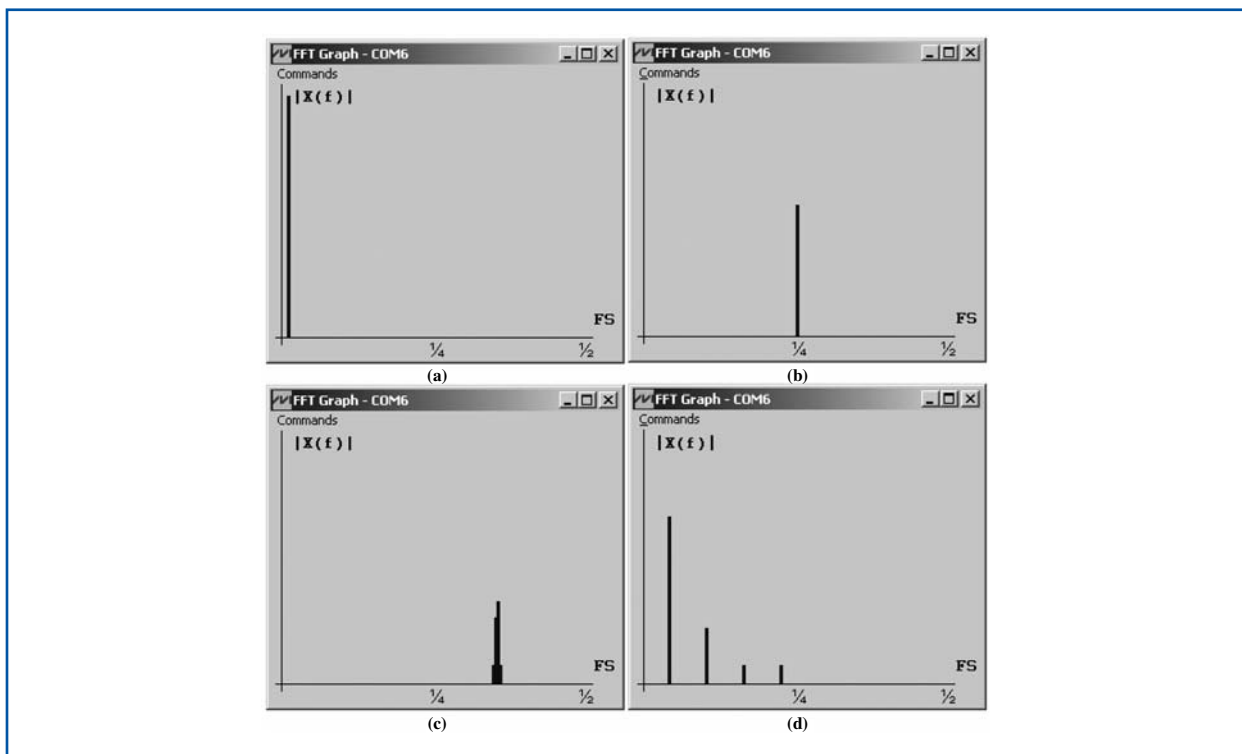 FFT Graph - COM6
Commands
|X(f)|
FS
¼
½
(a)
FFT Graph - COM6
Commands
|X(f)|
FS
¼
½
(b)
FFT Graph - COM6
Commands
|X(f)|
FS
¼
½
(c)
FFT Graph - COM6
Commands
|X(f)|
FS
¼
½
(d)